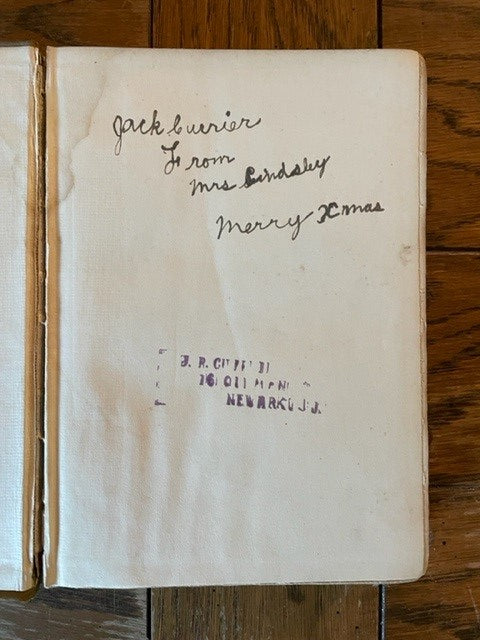 Jack Currier
From
Mrs Lindsley
Merry Xmas
J. R.
NEWARK N.J.